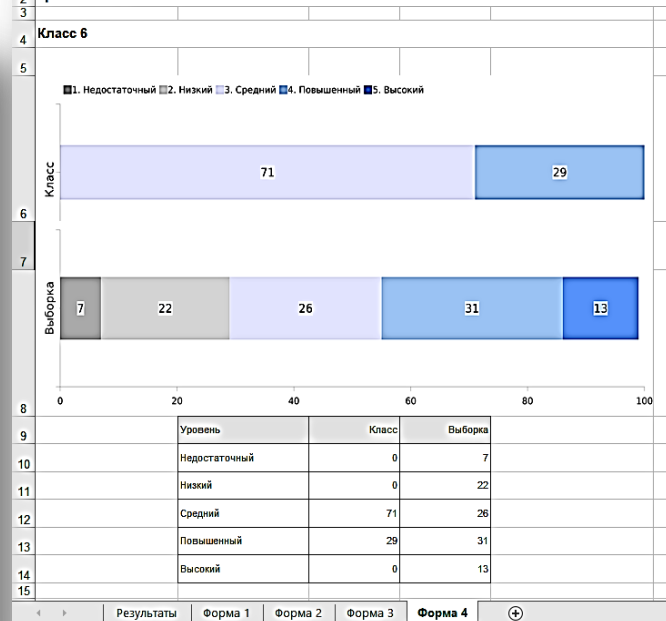 3
4 Класс 6
5
1. Недостаточный 2. Низкий 3. Средний 4. Повышенный 5. Высокий
Класс
71 29
6
7
Выборка
7 22 26 31 13
0 20 40 60 80 100
8
9 Уровень Класс Выборка
10 Недостаточный 0 7
11 Низкий 0 22
12 Средний 71 26
13 Повышенный 29 31
14 Высокий 0 13
15
Результаты Форма 1 Форма 2 Форма 3 Форма 4